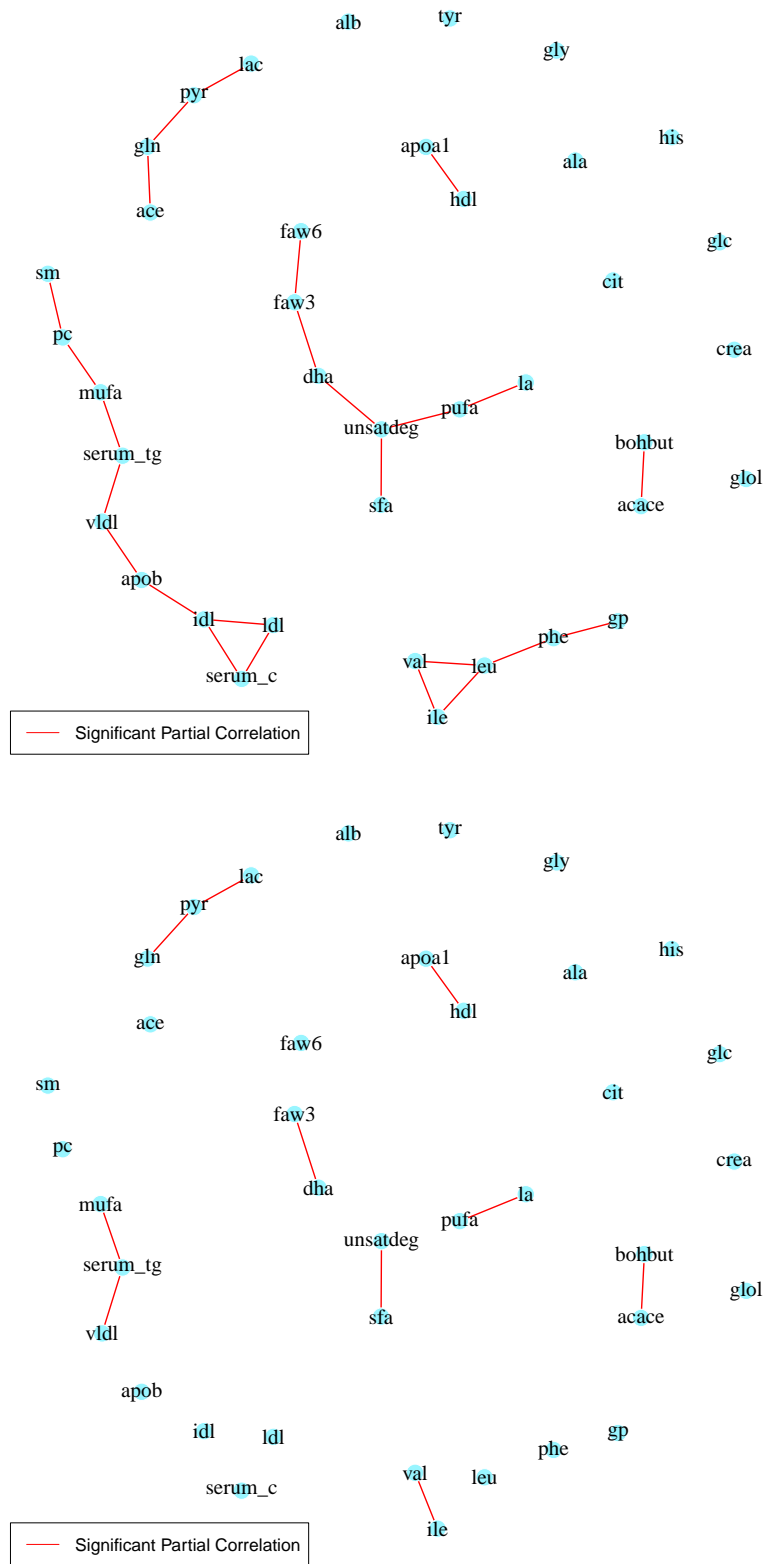 tyr
alb
gly
lac
pyr
his
gln
apoa1
ala
hdl
ace
faw6
glc
sm
cit
faw3
pc
crea
dha
la
mufa
pufa
unsatdeg
bohbut
serum_tg
glol
sfa
acace
vldl
apob
idl
gp
ldl
phe
val
leu
serum_c
ile
Significant Partial Correlation
tyr
alb
gly
lac
pyr
his
gln
apoa1
ala
hdl
ace
faw6
glc
sm
cit
faw3
pc
crea
dha
la
mufa
pufa
unsatdeg
bohbut
serum_tg
glol
sfa
acace
vldl
apob
idl
gp
ldl
phe
val
leu
serum_c
ile
Significant Partial Correlation